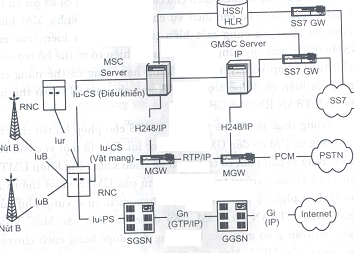 HSS/
HLR
SS7 GW
GMSC Server
IP
MSC
Server
SS7 GW
RNC
Iu-CS (Điều khiển)
SS7
Iur
H248/IP
H248/IP
Nút B
IuB
Iu-CS
(Vật mang)
RTP/IP
PCM
PSTN
MGW
MGW
IuB
RNC
Iu-PS
Gn
(GTP/IP)
Gi
(IP)
Internet
Nút B
SGSN
GGSN